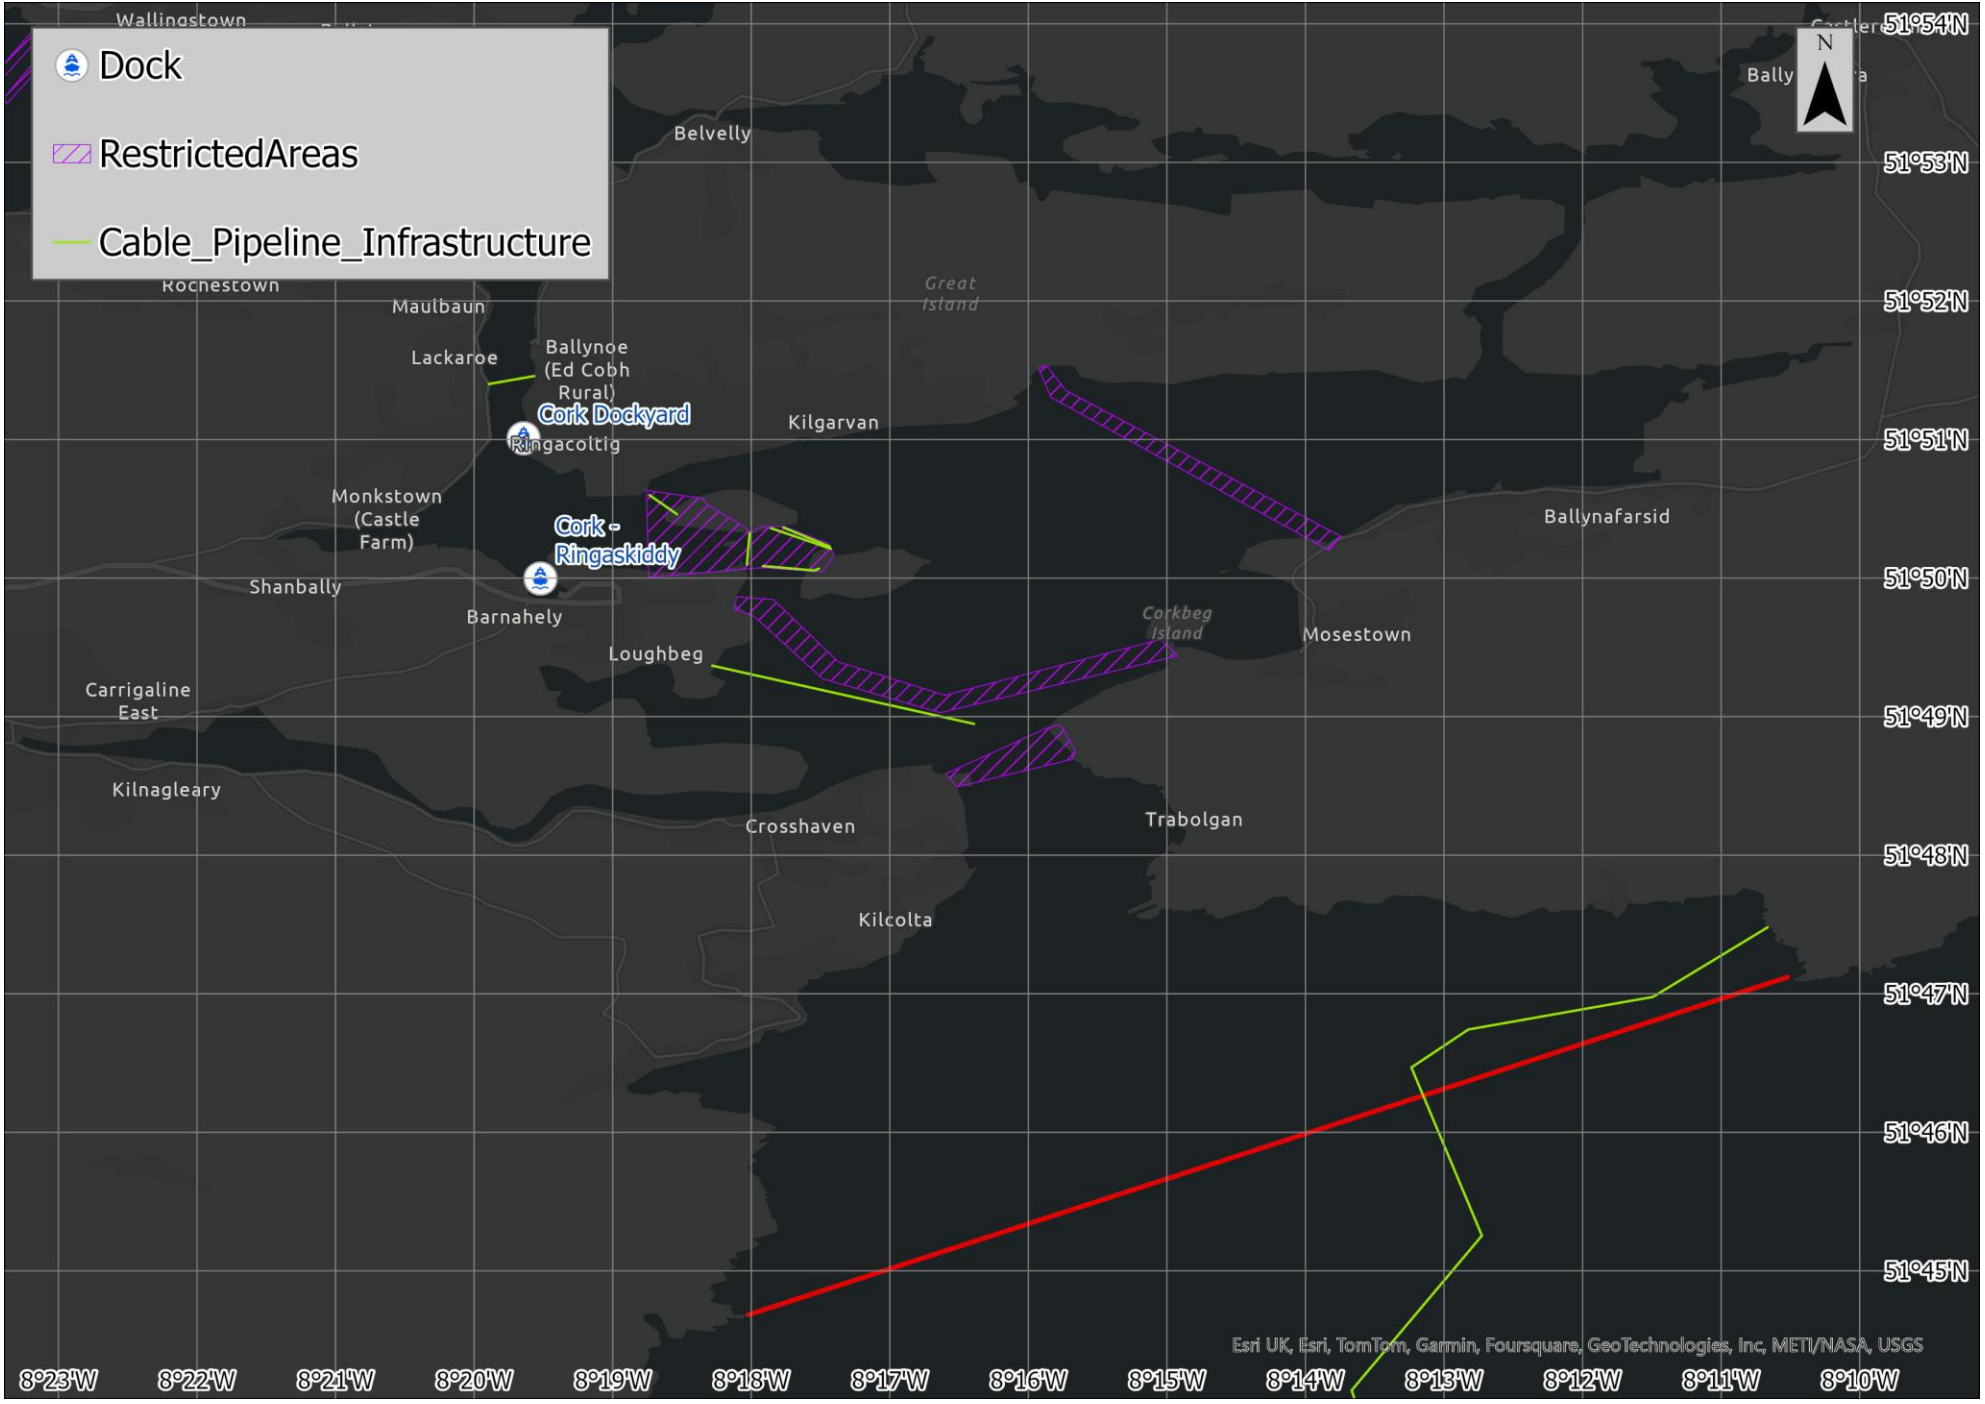 Wallingstown
Dock
RestrictedAreas
Cable_Pipeline_Infrastructure
N
51°54'N
Belvelly
51°53'N
Rochestown
Maulbaun
Great
Island
51°52'N
Lackaroe
Ballynoe
(Ed Cobh
Rural)
Cork Dockyard
Ringacoltig
Kilgarvan
51°51'N
Monkstown
(Castle
Farm)
Cork -
Ringaskiddy
Ballynafarsid
Shanbally
51°50'N
Barnahely
Corkbeg
Island
Mosestown
Loughbeg
Carrigaline
East
51°49'N
Kilnagleary
Crosshaven
Trabolgan
51°48'N
Kilcolta
51°47'N
51°46'N
51°45'N
Esri UK, Esri, TomTom, Garmin, Foursquare, GeoTechnologies, Inc, METI/NASA, USGS
8°23'W 8°22'W 8°21'W 8°20'W 8°19'W 8°18'W 8°17'W 8°16'W 8°15'W 8°14'W 8°13'W 8°12'W 8°11'W 8°10'W